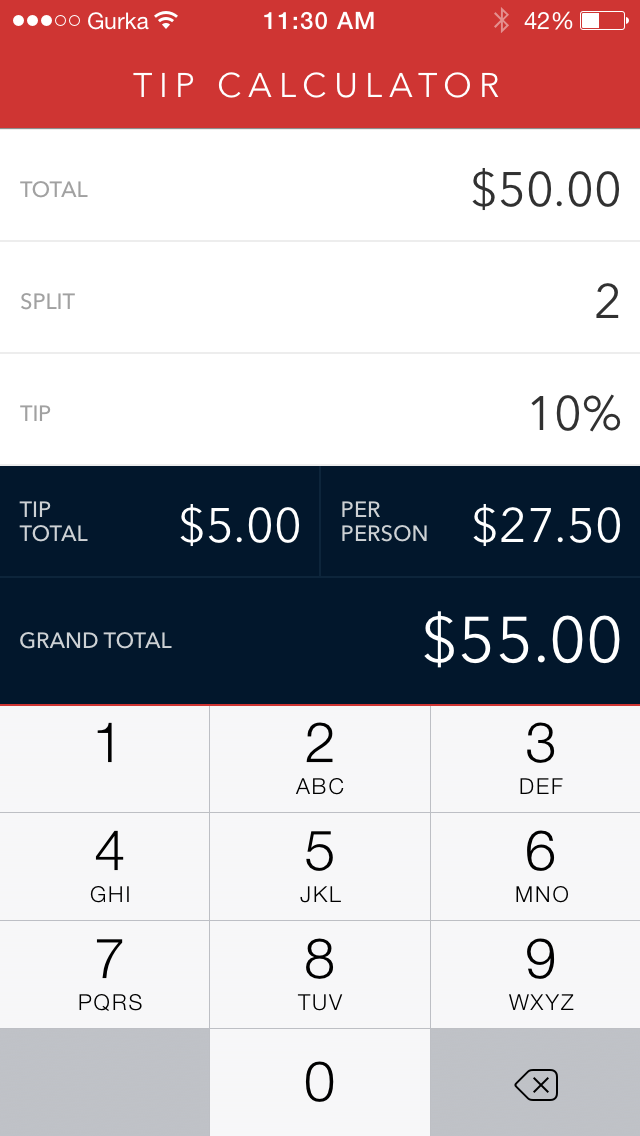 Gurka 11:30 AM 42%
TIP CALCULATOR
TOTAL $50.00
SPLIT 2
TIP 10%
TIP TOTAL $5.00
PER PERSON $27.50
GRAND TOTAL $55.00
1 2 3
ABC DEF
4 5 6
GHI JKL MNO
7 8 9
PQRS TUV WXYZ
0